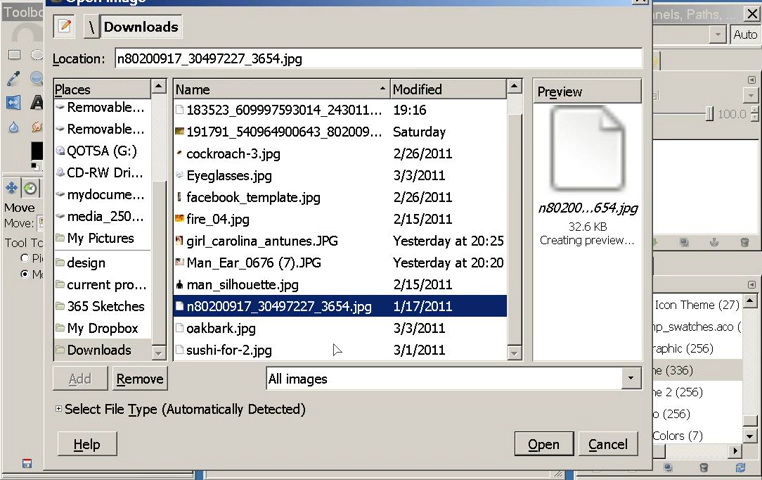 Toolbo
Open Image
nels, Paths,
\ Downloads
Auto
Location: n80200917_30497227_3654.jpg
Places Name Modified Preview
Removable... 183523_609997593014_243011... 19:16
Removable... 191791_540964900643_802009... Saturday
QOTSA (G:) cockroach-3.jpg 2/26/2011
CD-RW Dri... Eyeglasses.jpg 3/3/2011
100.0
mydocume... facebook_template.jpg 2/26/2011
media_250... fire_04.jpg 2/15/2011
My Pictures girl_carolina_antunes.JPG Yesterday at 20:25
design Man_Ear_0676 (7).JPG Yesterday at 20:20
current pro... man_silhouette.jpg 2/15/2011
365 Sketches n80200917_30497227_3654.jpg 1/17/2011
My Dropbox oakbark.jpg 3/3/2011
Downloads sushi-for-2.jpg 3/1/2011
n80200...654.jpg
32.6 KB
Creating preview...
Move
Move:
Tool To
Pic
Mo
Add Remove All images
Select File Type (Automatically Detected)
Help Open Cancel
Icon Theme (27)
mp_swatches.aco (
raphic (256)
ne (336)
ne 2 (256)
o (256)
Colors (7)